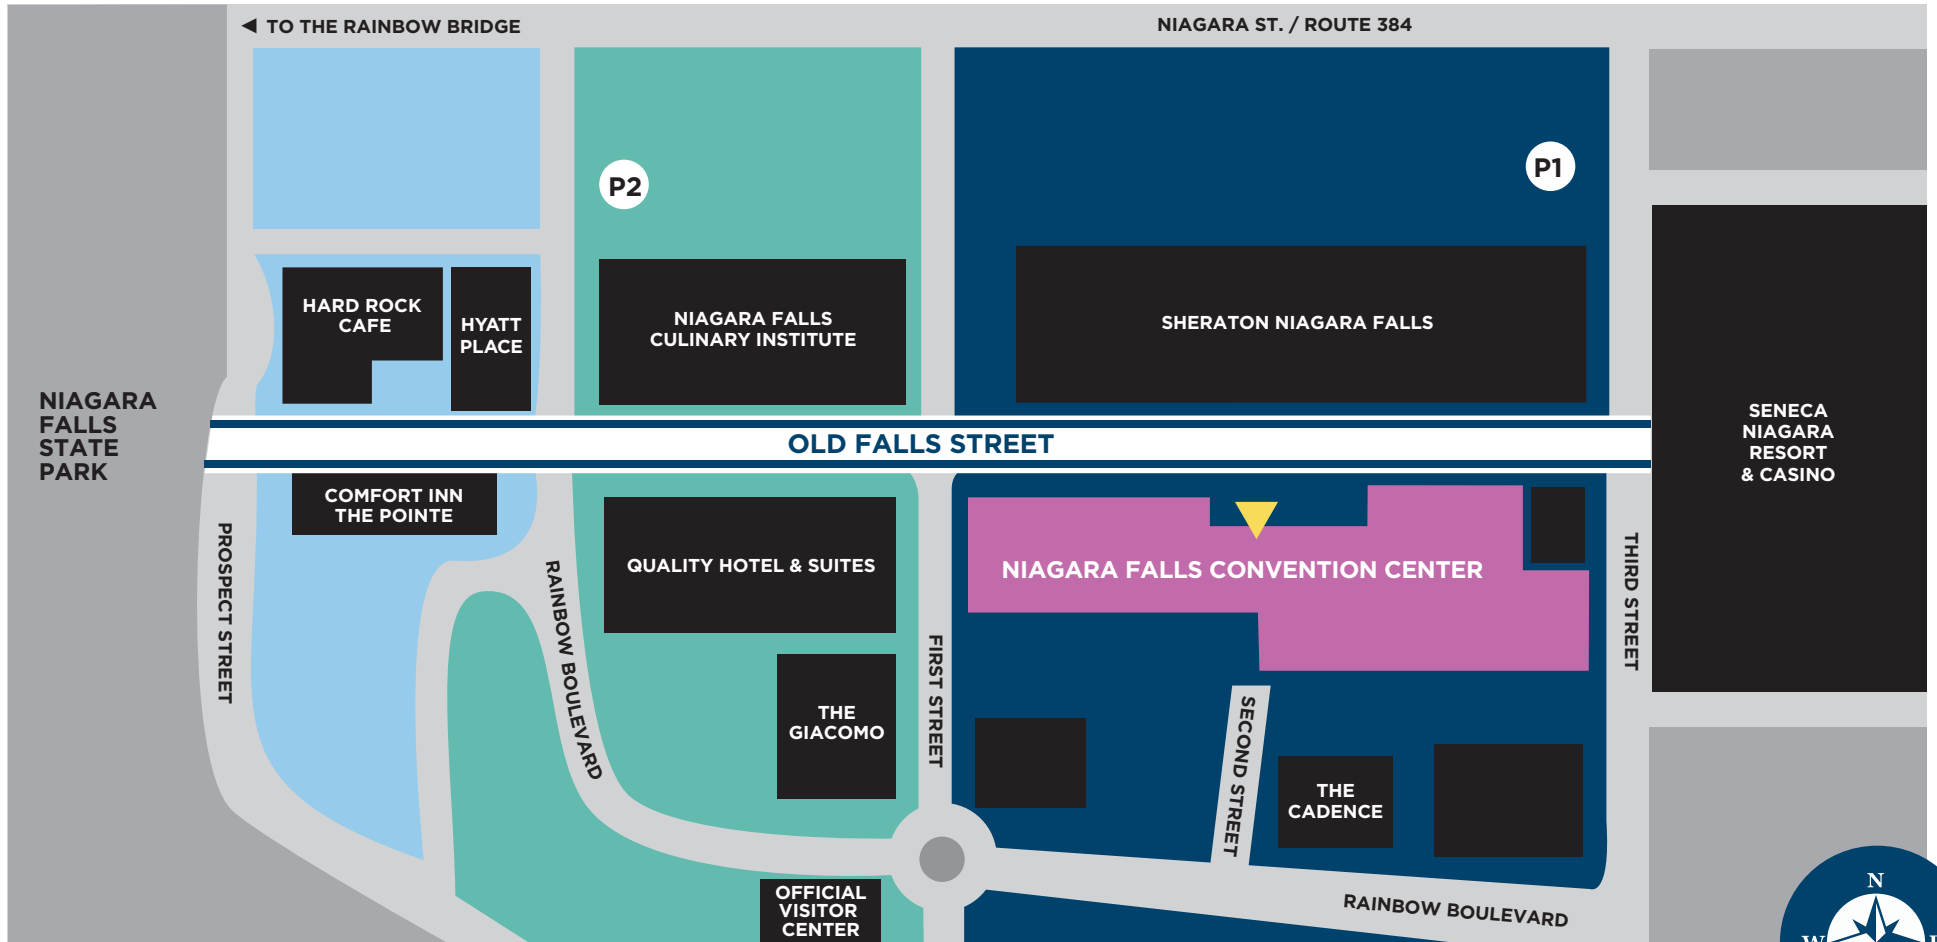 ◄ TO THE RAINBOW BRIDGE
NIAGARA ST. / ROUTE 384
P2
P1
HARD ROCK
CAFE
HYATT
PLACE
NIAGARA FALLS
CULINARY INSTITUTE
SHERATON NIAGARA FALLS
NIAGARA
FALLS
STATE
PARK
OLD FALLS STREET
SENECA
NIAGARA
RESORT
& CASINO
COMFORT INN
THE POINTE
PROSPECT STREET
RAINBOW BOULEVARD
QUALITY HOTEL & SUITES
NIAGARA FALLS CONVENTION CENTER
THIRD STREET
FIRST STREET
THE
GIACOMO
SECOND STREET
THE
CADENCE
OFFICIAL
VISITOR
CENTER
RAINBOW BOULEVARD
N
W
E